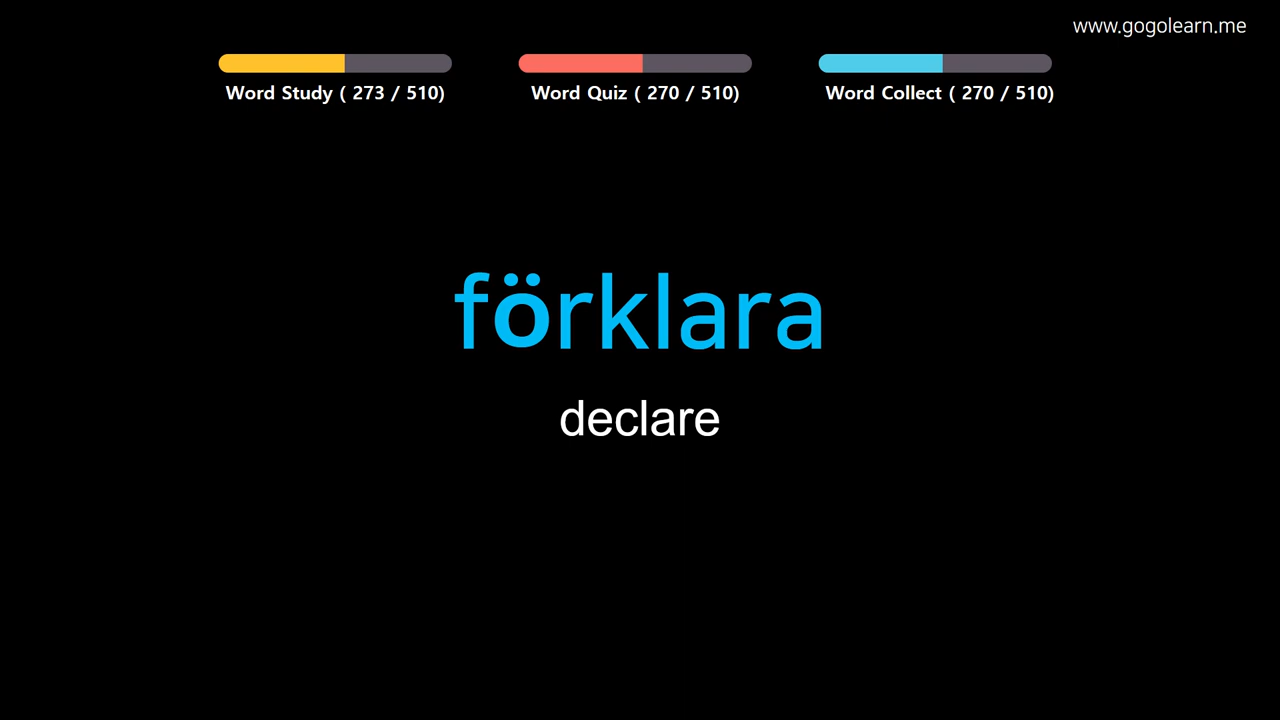 www.gogolearn.me
Word Study ( 273 / 510)
Word Quiz ( 270 / 510)
Word Collect ( 270 / 510)
förklara
declare